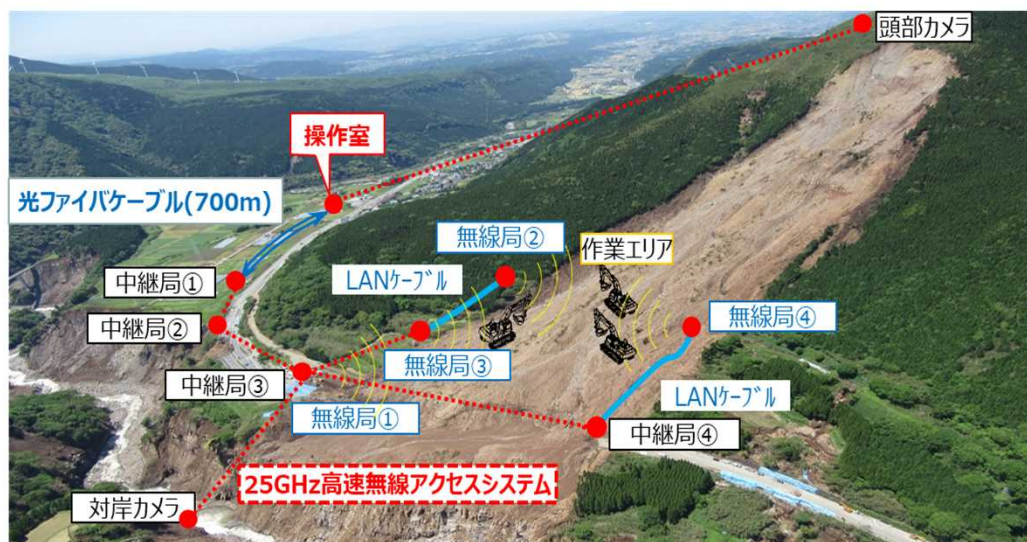 頭部カメラ
操作室
光ファイバケーブル(700m)
無線局②
作業エリア
LANｹｰﾌﾞﾙ
中継局①
中継局②
無線局④
無線局③
中継局③
LANｹｰﾌﾞﾙ
無線局①
中継局④
25GHz高速無線アクセスシステム
対岸カメラ